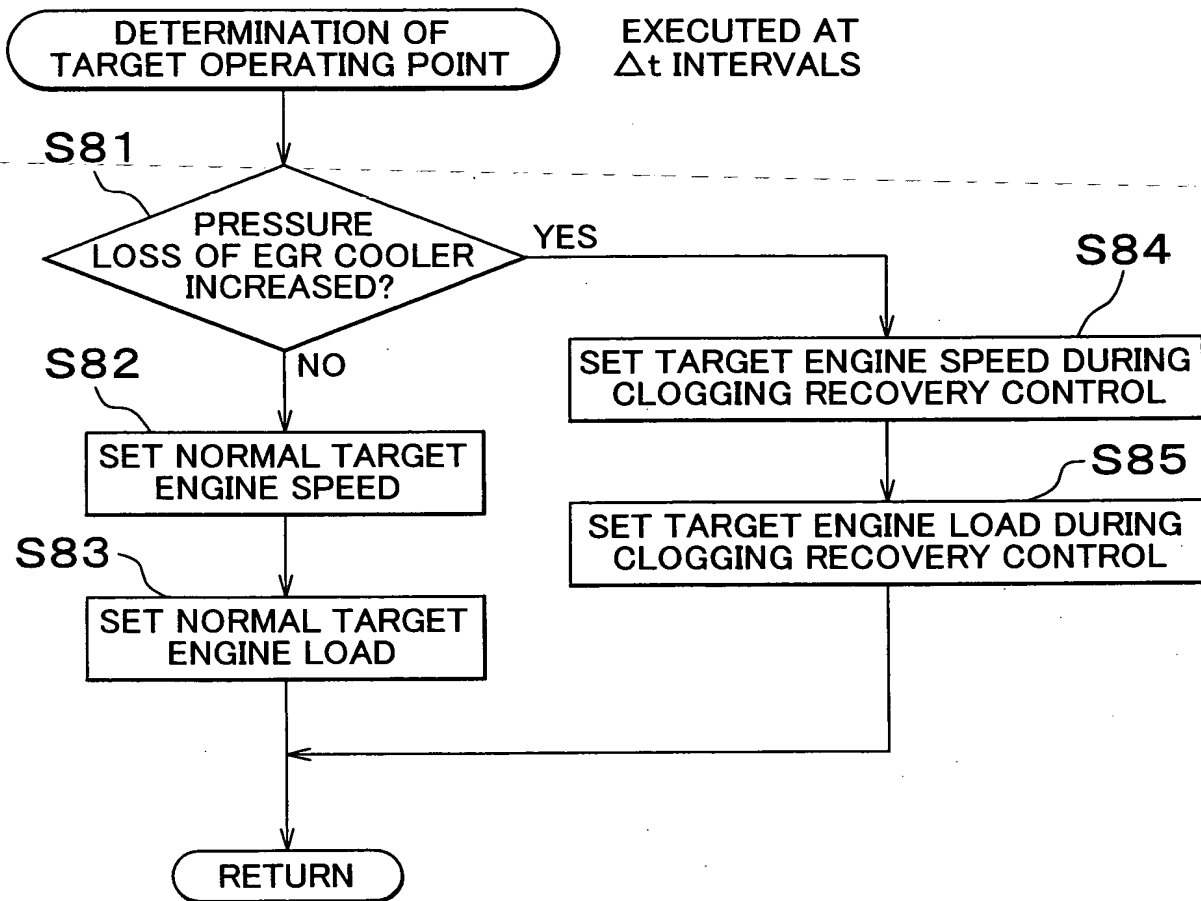 DETERMINATION OF
TARGET OPERATING POINT
EXECUTED AT
Δt INTERVALS
S81
PRESSURE
LOSS OF EGR COOLER
INCREASED?
YES
NO
S82
SET NORMAL TARGET
ENGINE SPEED
S83
SET NORMAL TARGET
ENGINE LOAD
S84
SET TARGET ENGINE SPEED DURING
CLOGGING RECOVERY CONTROL
S85
SET TARGET ENGINE LOAD DURING
CLOGGING RECOVERY CONTROL
RETURN